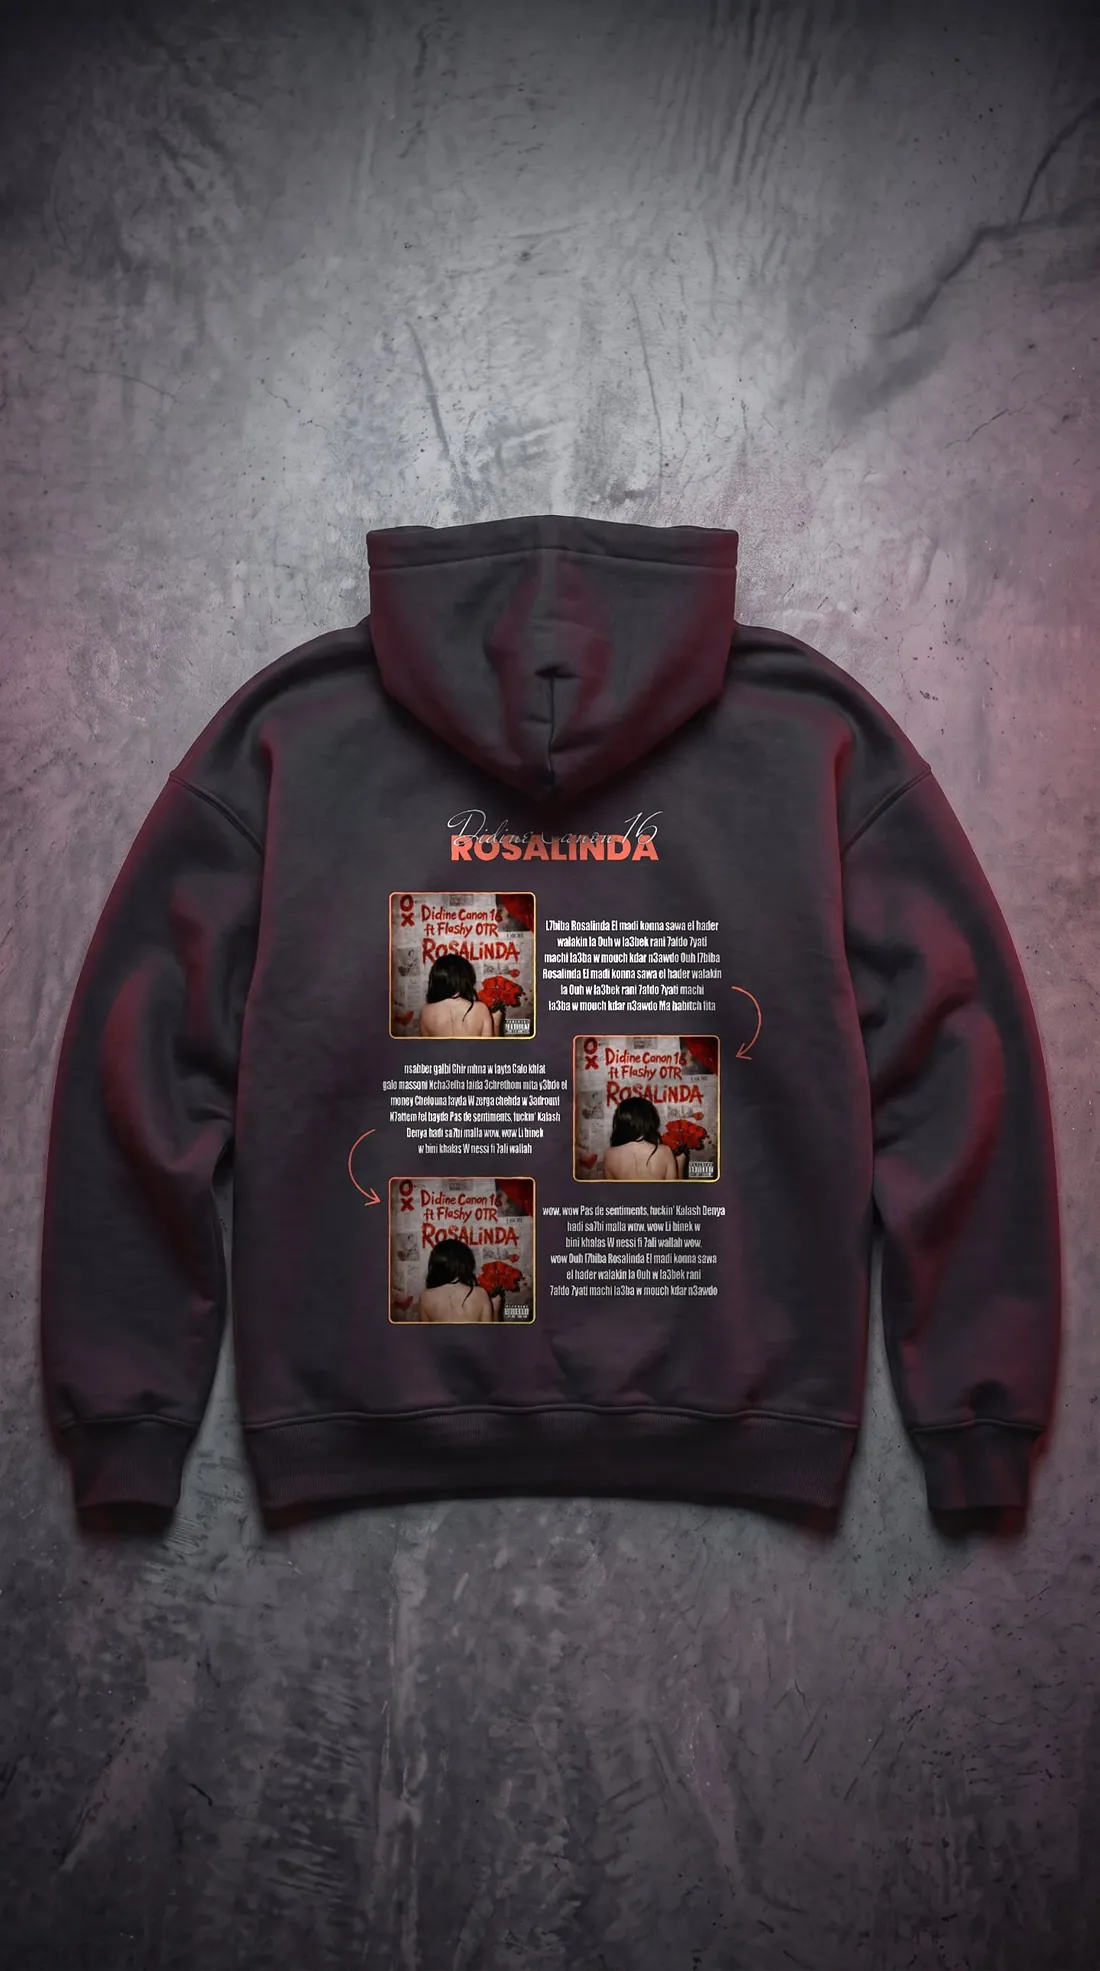 Didine Canon 16
ROSALINDA
OX
Didine Canon 16
ft Flashy OTR
ROSALINDA
L7biba Rosalinda El madi konna sawa el hader
walakin la Ouh w la3bek rani 7afdo 7yati
machi la3ba w mouch kdar n3awdo Ouh l7biba
Rosalinda El madi konna sawa el hader walakin
la Ouh w la3bek rani 7afdo 7yati machi
la3ba w mouch kdar n3awdo Ma habitch lita
OX
Didine Canon 16
ft Flashy OTR
ROSALINDA
nsahber galbi Ghir mhna w layta Galo khfaf
galo massoni Ncha3elha laida 3chrethom mita y3bdo el
money Chelouna layda W zerga chehda w 3adrouni
N7attem fel bayda Pas de sentiments, fuckin' Kalash
Denya hadi sa7bi malla wow, wow Li binek
w bini khalas W nessi fi 7ali wallah
OX
Didine Canon 16
ft Flashy OTR
ROSALINDA
wow, wow Pas de sentiments, fuckin' Kalash Denya
hadi sa7bi malla wow, wow Li binek w
bini khalas W nessi fi 7ali wallah wow,
wow Ouh l7biba Rosalinda El madi konna sawa
el hader walakin la Ouh w la3bek rani
7afdo 7yati machi la3ba w mouch kdar n3awdo